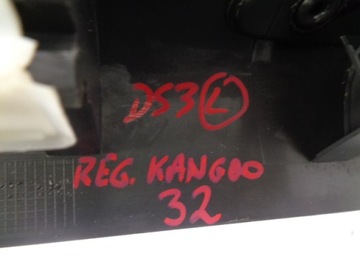 DS3 L
REG. KANGOO
32